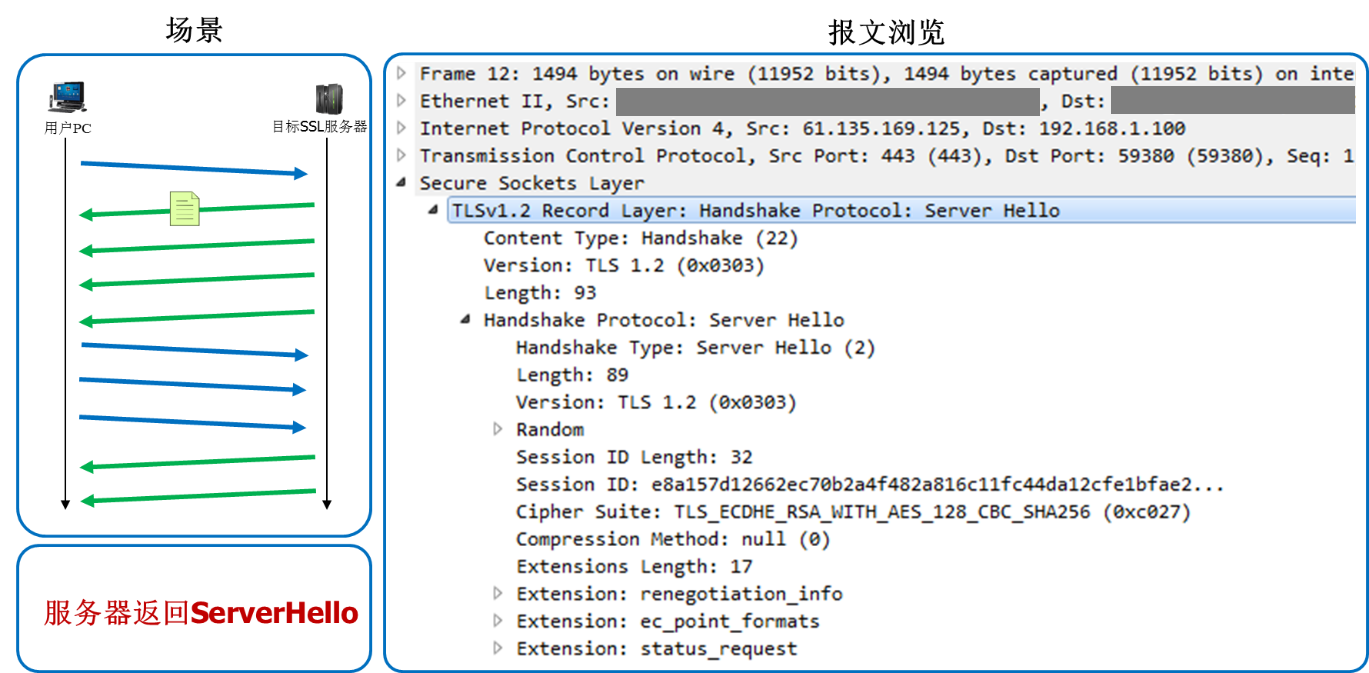 场景
报文浏览
用户PC
目标SSL服务器
服务器返回ServerHello
Frame 12: 1494 bytes on wire (11952 bits), 1494 bytes captured (11952 bits) on inte
Ethernet II, Src: , Dst:
Internet Protocol Version 4, Src: 61.135.169.125, Dst: 192.168.1.100
Transmission Control Protocol, Src Port: 443 (443), Dst Port: 59380 (59380), Seq: 1
Secure Sockets Layer
TLSv1.2 Record Layer: Handshake Protocol: Server Hello
Content Type: Handshake (22)
Version: TLS 1.2 (0x0303)
Length: 93
Handshake Protocol: Server Hello
Handshake Type: Server Hello (2)
Length: 89
Version: TLS 1.2 (0x0303)
Random
Session ID Length: 32
Session ID: e8a157d12662ec70b2a4f482a816c11fc44da12cfe1bfae2...
Cipher Suite: TLS_ECDHE_RSA_WITH_AES_128_CBC_SHA256 (0xc027)
Compression Method: null (0)
Extensions Length: 17
Extension: renegotiation_info
Extension: ec_point_formats
Extension: status_request